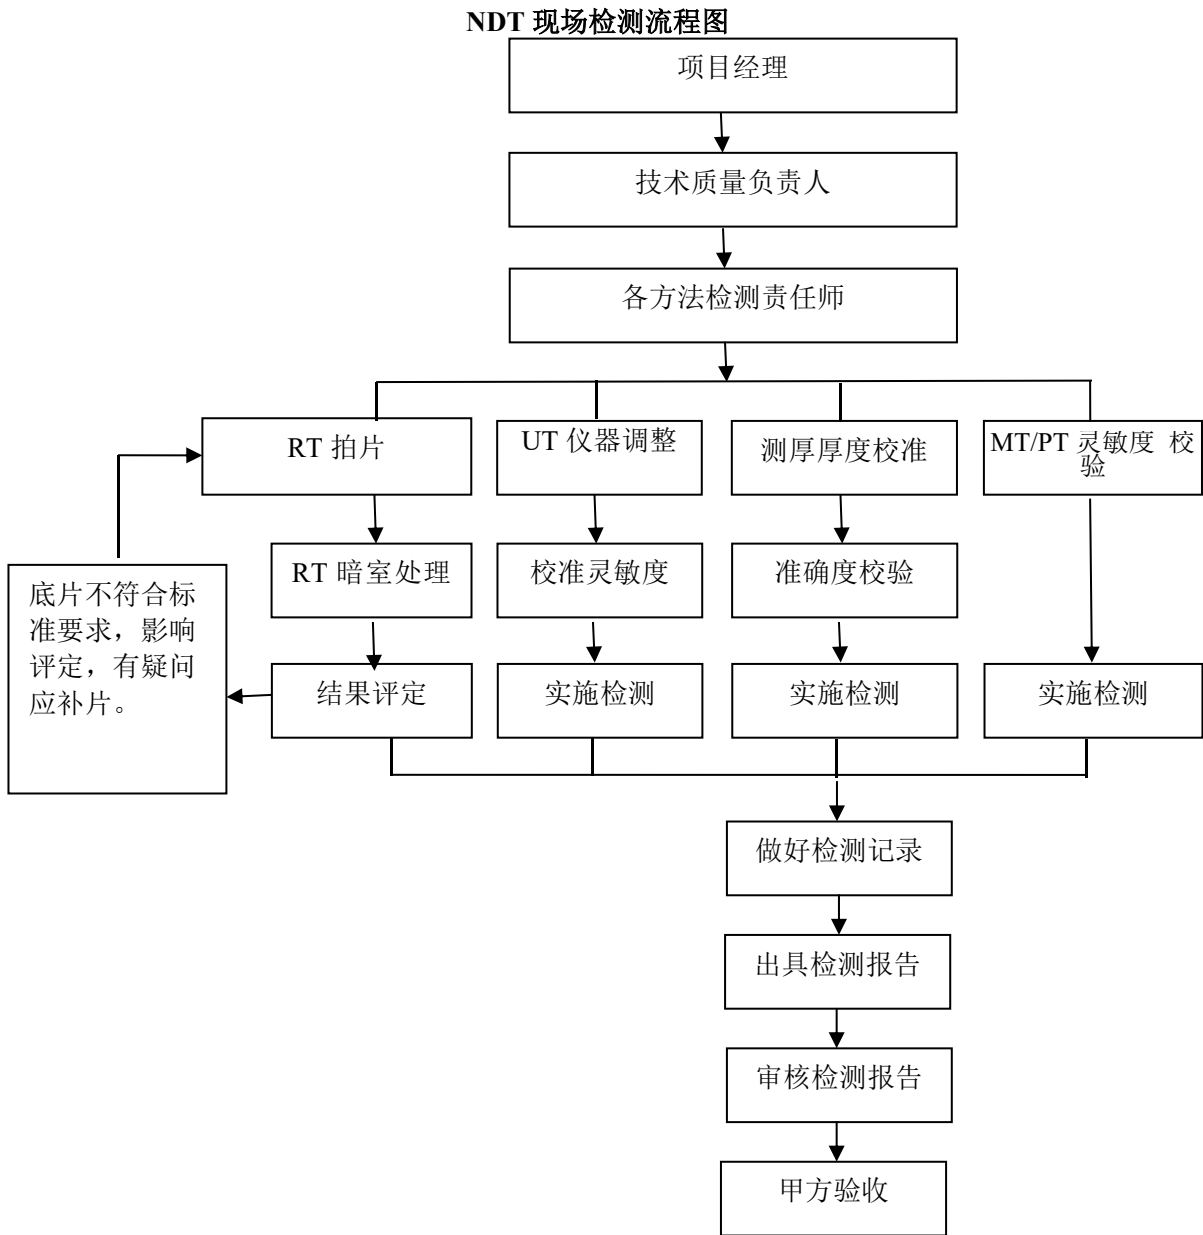 NDT 现场检测流程图
项目经理
技术质量负责人
各方法检测责任师
RT 拍片
UT 仪器调整
测厚厚度校准
MT/PT 灵敏度 校
验
RT 暗室处理
校准灵敏度
准确度校验
底片不符合标
准要求，影响
评定，有疑问
应补片。
结果评定
实施检测
实施检测
实施检测
做好检测记录
出具检测报告
审核检测报告
甲方验收